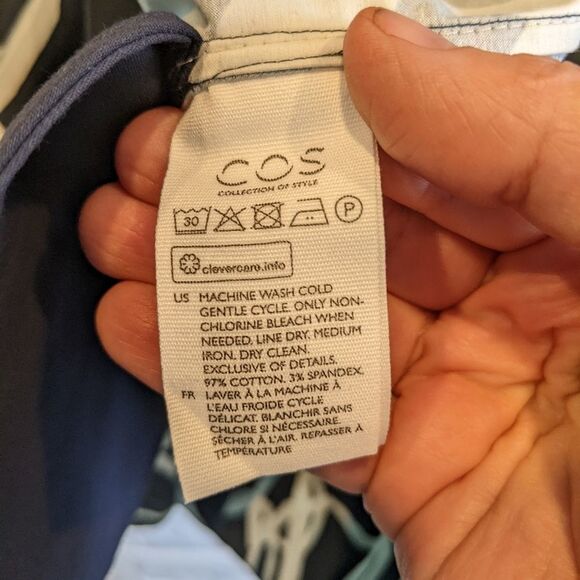 COS
COLLECTION OF STYLE
30 P
clevercare.info
US MACHINE WASH COLD
GENTLE CYCLE. ONLY NON-
CHLORINE BLEACH WHEN
NEEDED. LINE DRY. MEDIUM
IRON. DRY CLEAN.
EXCLUSIVE OF DETAILS.
97% COTTON. 3% SPANDEX.
FR LAVER À LA MACHINE À
L'EAU FROIDE CYCLE
DÉLICAT. BLANCHIR SANS
CHLORE SI NÉCESSAIRE.
SÉCHER À L'AIR. REPASSER À
TEMPÉRATURE